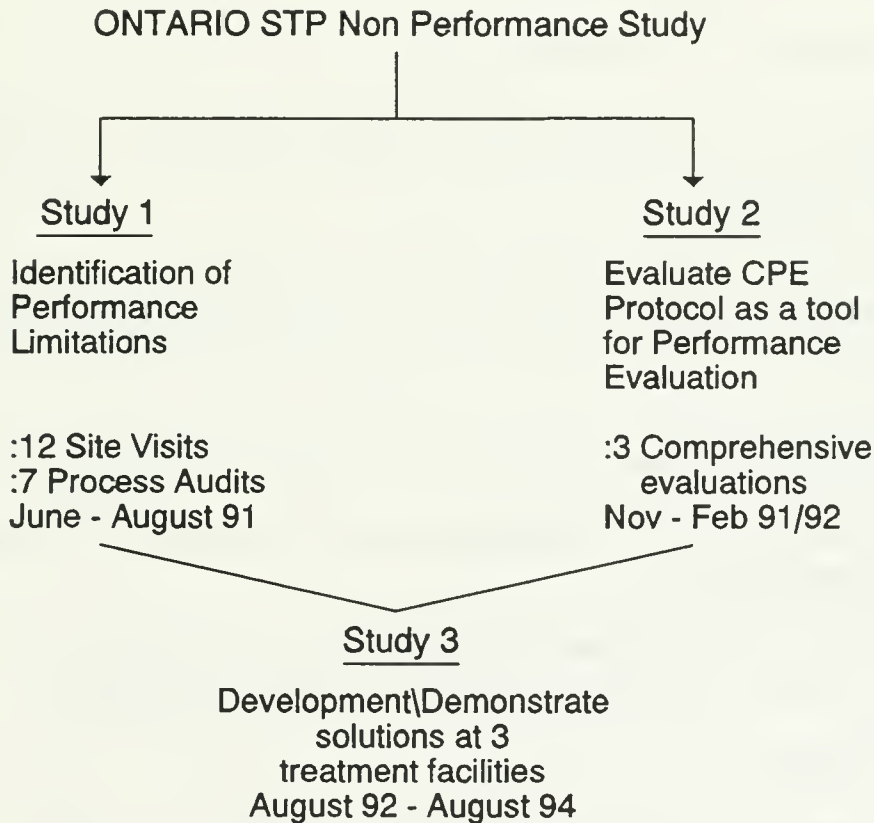 ONTARIO STP Non Performance Study
Study 1
Identification of
Performance
Limitations
:12 Site Visits
:7 Process Audits
June - August 91
Study 2
Evaluate CPE
Protocol as a tool
for Performance
Evaluation
:3 Comprehensive
evaluations
Nov - Feb 91/92
Study 3
Development\Demonstrate
solutions at 3
treatment facilities
August 92 - August 94